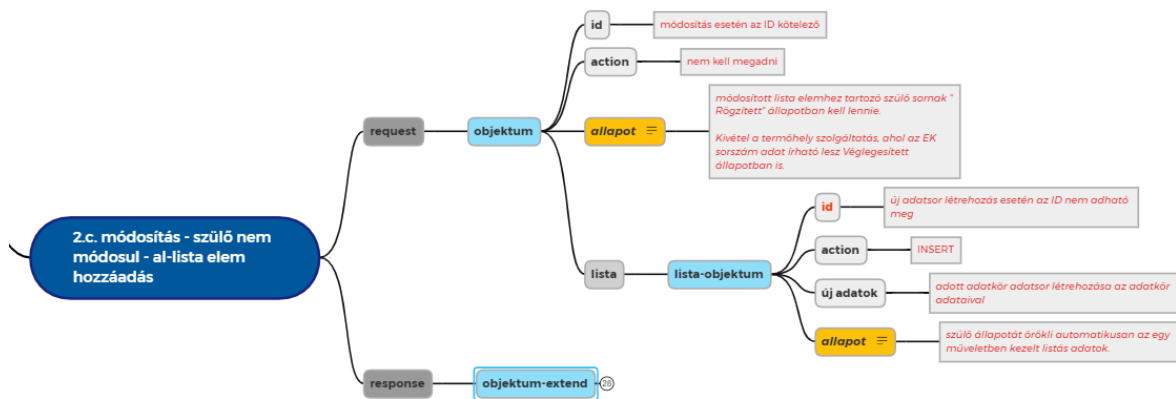 2.c. módosítás - szülő nem
módosul - al-lista elem
hozzáadás
request
objektum
id
módosítás esetén az ID kötelező
action
nem kell megadni
allapot
módosított lista elemhez tartozó szülő sornak "
Rögzített" állapotban kell lennie.
Kivétel a termőhely szolgáltatás, ahol az EK
sorszám adat írható lesz Véglegesített
állapotban is.
lista
lista-objektum
id
új adatsor létrehozás esetén az ID nem adható
meg
action
INSERT
új adatok
adott adatkör adatsor létrehozása az adatkör
adataival
allapot
szülő állapotát örökli automatikusan az egy
műveletben kezelt listás adatok.
response
objektum-extend
28